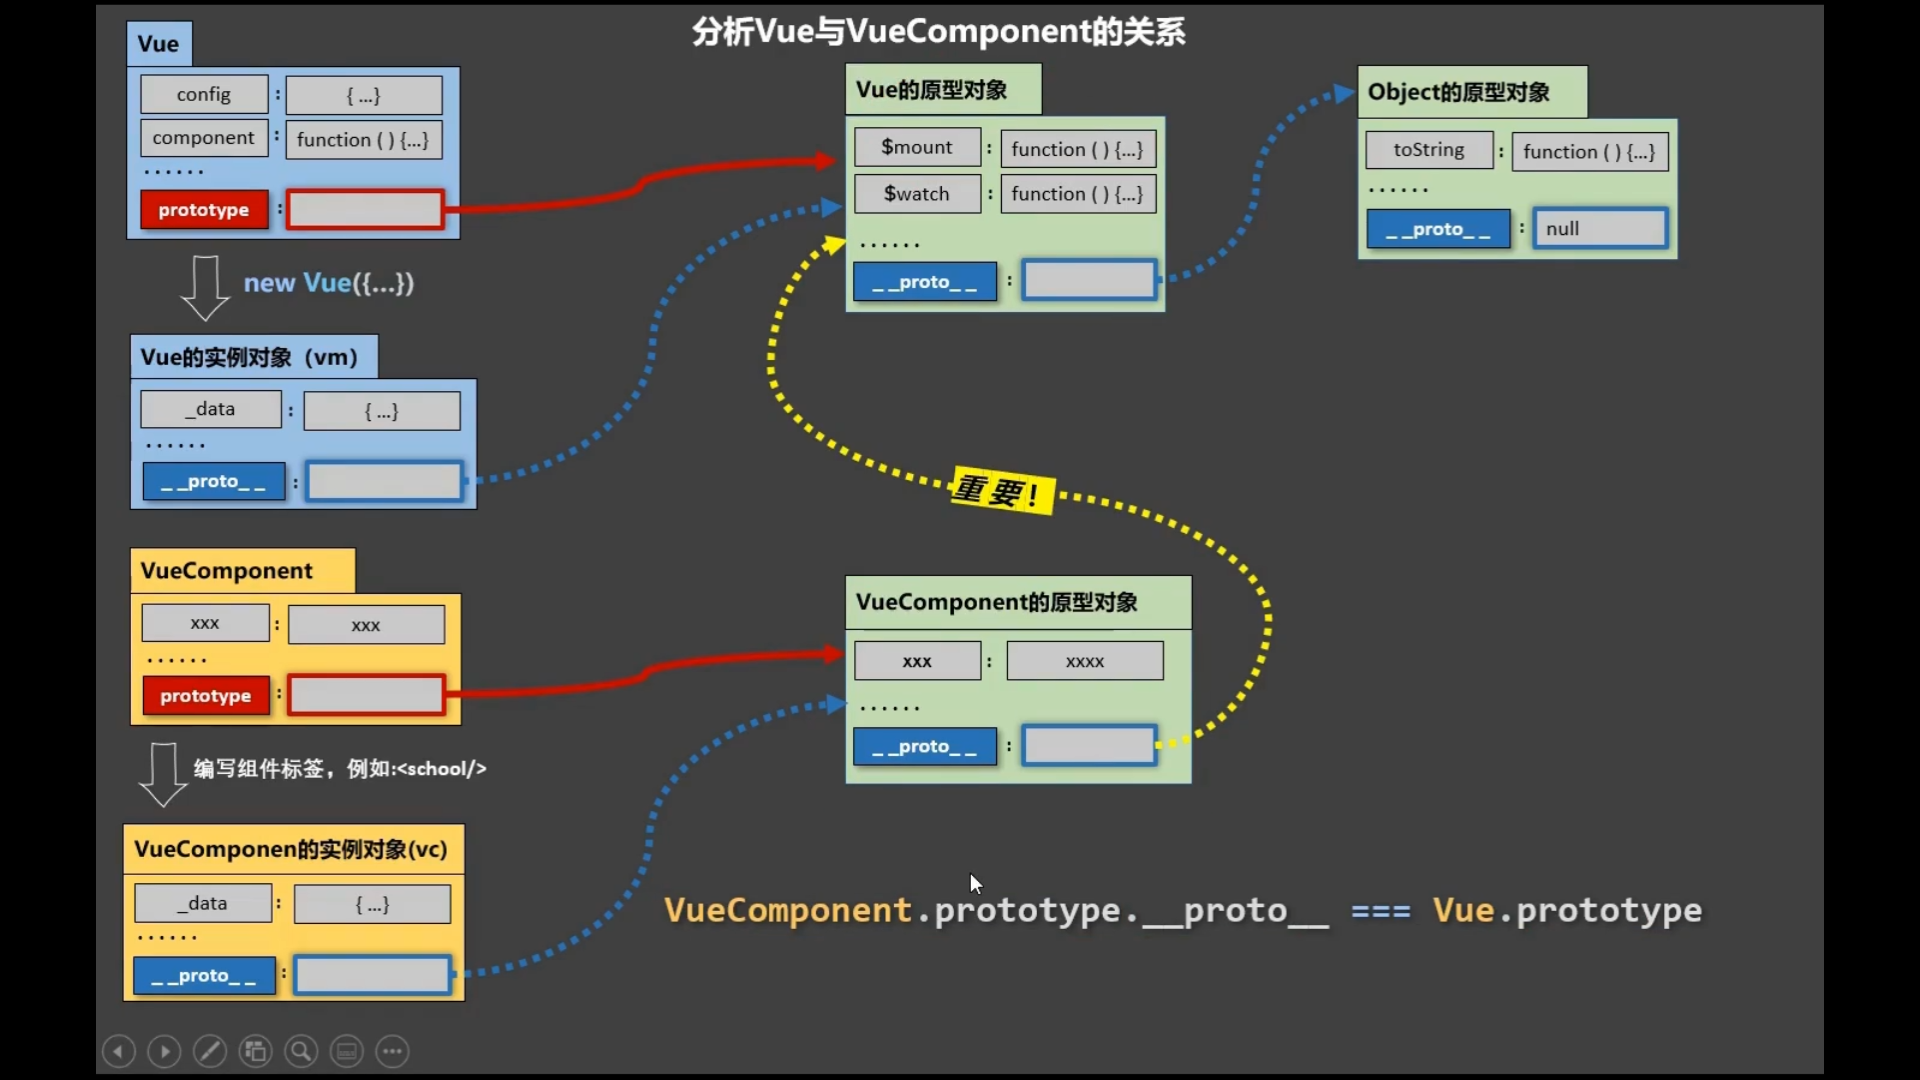 分析Vue与VueComponent的关系
Vue
config : { ...}
component : function ( ) {...}
······
prototype :
new Vue({...})
Vue的实例对象（vm）
_data : { ...}
······
_ _proto_ _ :
VueComponent
xxx : xxx
······
prototype :
编写组件标签，例如:<school/>
VueComponen的实例对象(vc)
_data : { ...}
······
_ _proto_ _ :
Vue的原型对象
$mount : function ( ) {...}
$watch : function ( ) {...}
······
_ _proto_ _ :
Object的原型对象
toString : function ( ) {...}
······
_ _proto_ _ : null
重要！
VueComponent的原型对象
xxx : xxxx
······
_ _proto_ _ :
VueComponent.prototype.__proto__ === Vue.prototype